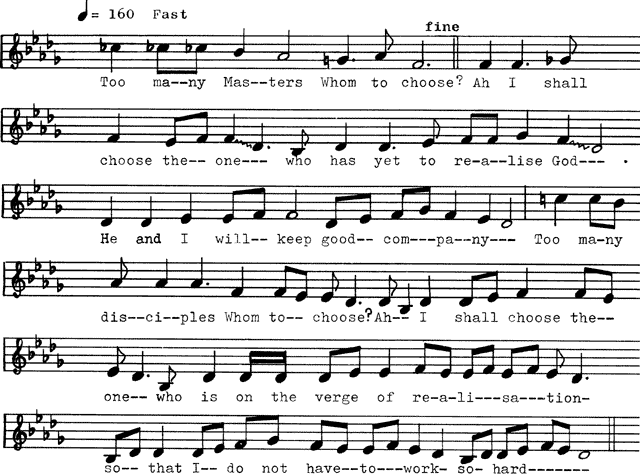 = 160 Fast
fine
Too ma--ny Mas--ters Whom to choose? Ah I shall
choose the-- one--- who has yet to re-a-lise God--- .
He and I will-- keep good-- com---pa--ny--- Too ma-ny
dis--ci--ples Whom to-- choose?Ah-- I shall choose the--
one-- who is on the verge of re-a-li---sa---tion-
so-- that I-- do not have--to---work- so- hard-------